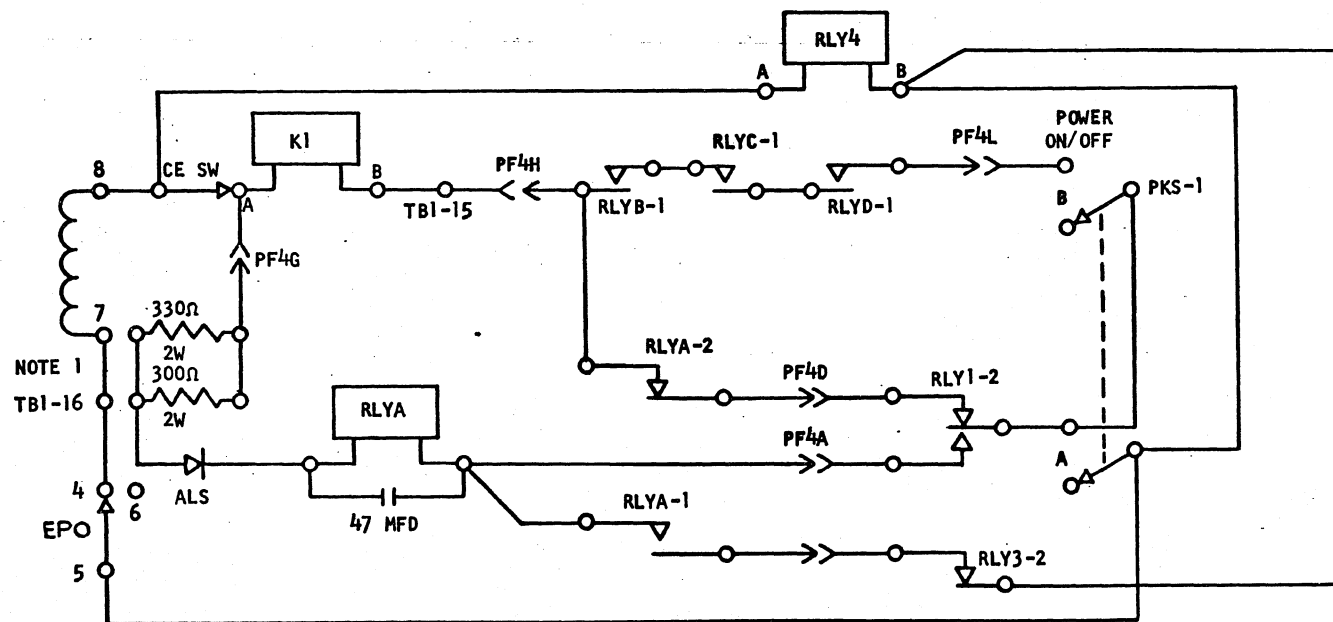 RLY4
A
B
POWER
ON/OFF
K1
RLYC-1
PF4L
8
CE SW
A
B
PF4H
TB1-15
RLYB-1
RLYD-1
B
PKS-1
PF4G
7
330Ω
2W
NOTE 1
300Ω
TB1-16
2W
RLYA
RLYA-2
PF4D
RLY1-2
PF4A
A
4
6
ALS
EPO
47 MFD
RLYA-1
5
RLY3-2